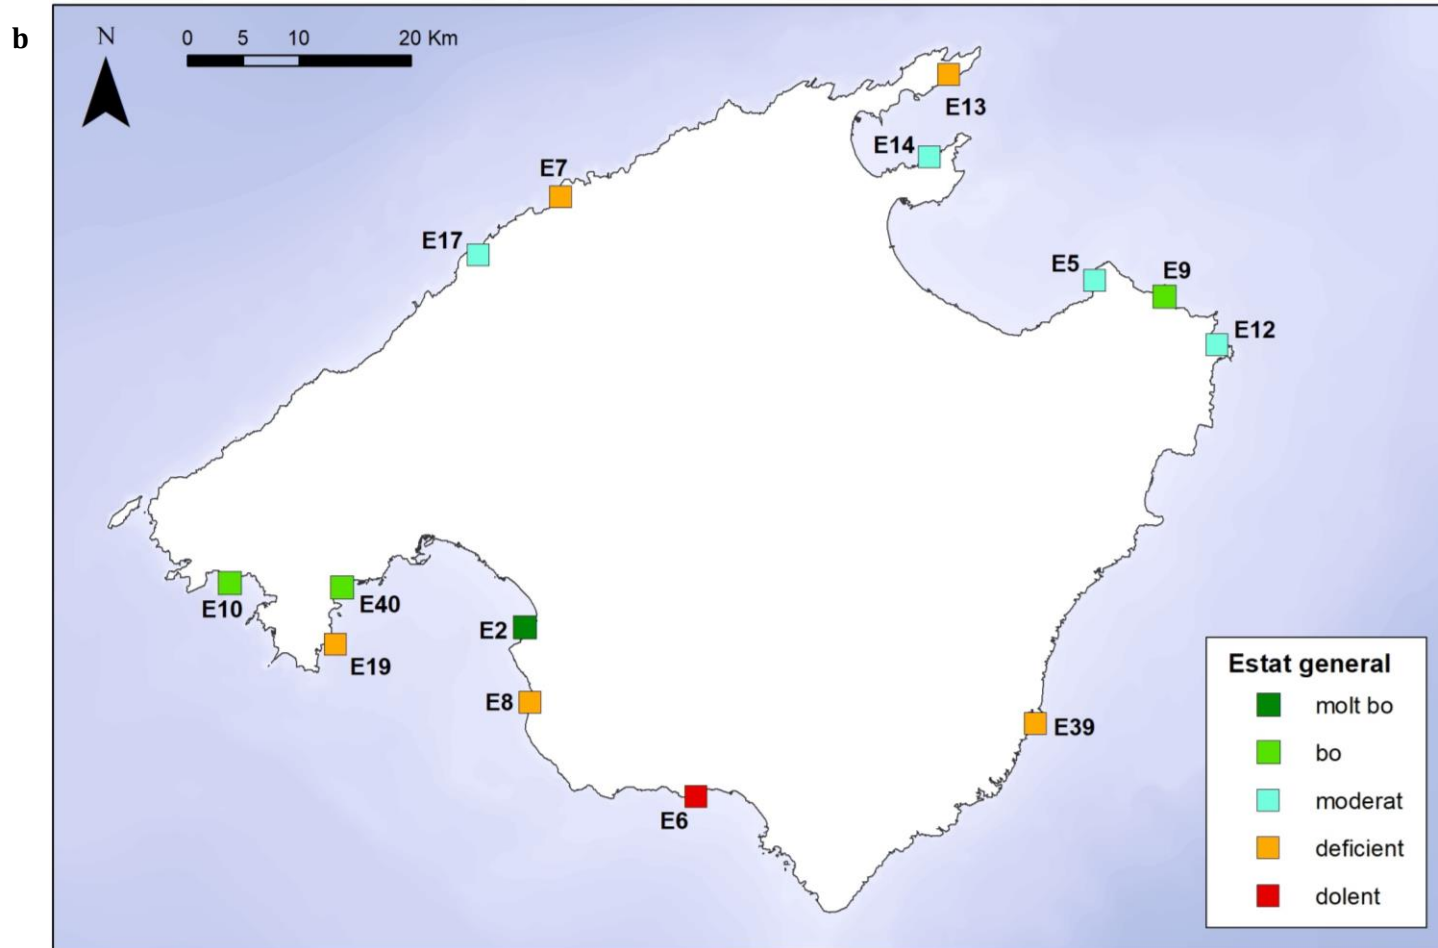 b
N
0 5 10 20 Km
E13
E14
E7
E17
E5
E9
E12
E10
E40
E2
E19
E8
E39
E6
Estat general
molt bo
bo
moderat
deficient
dolent